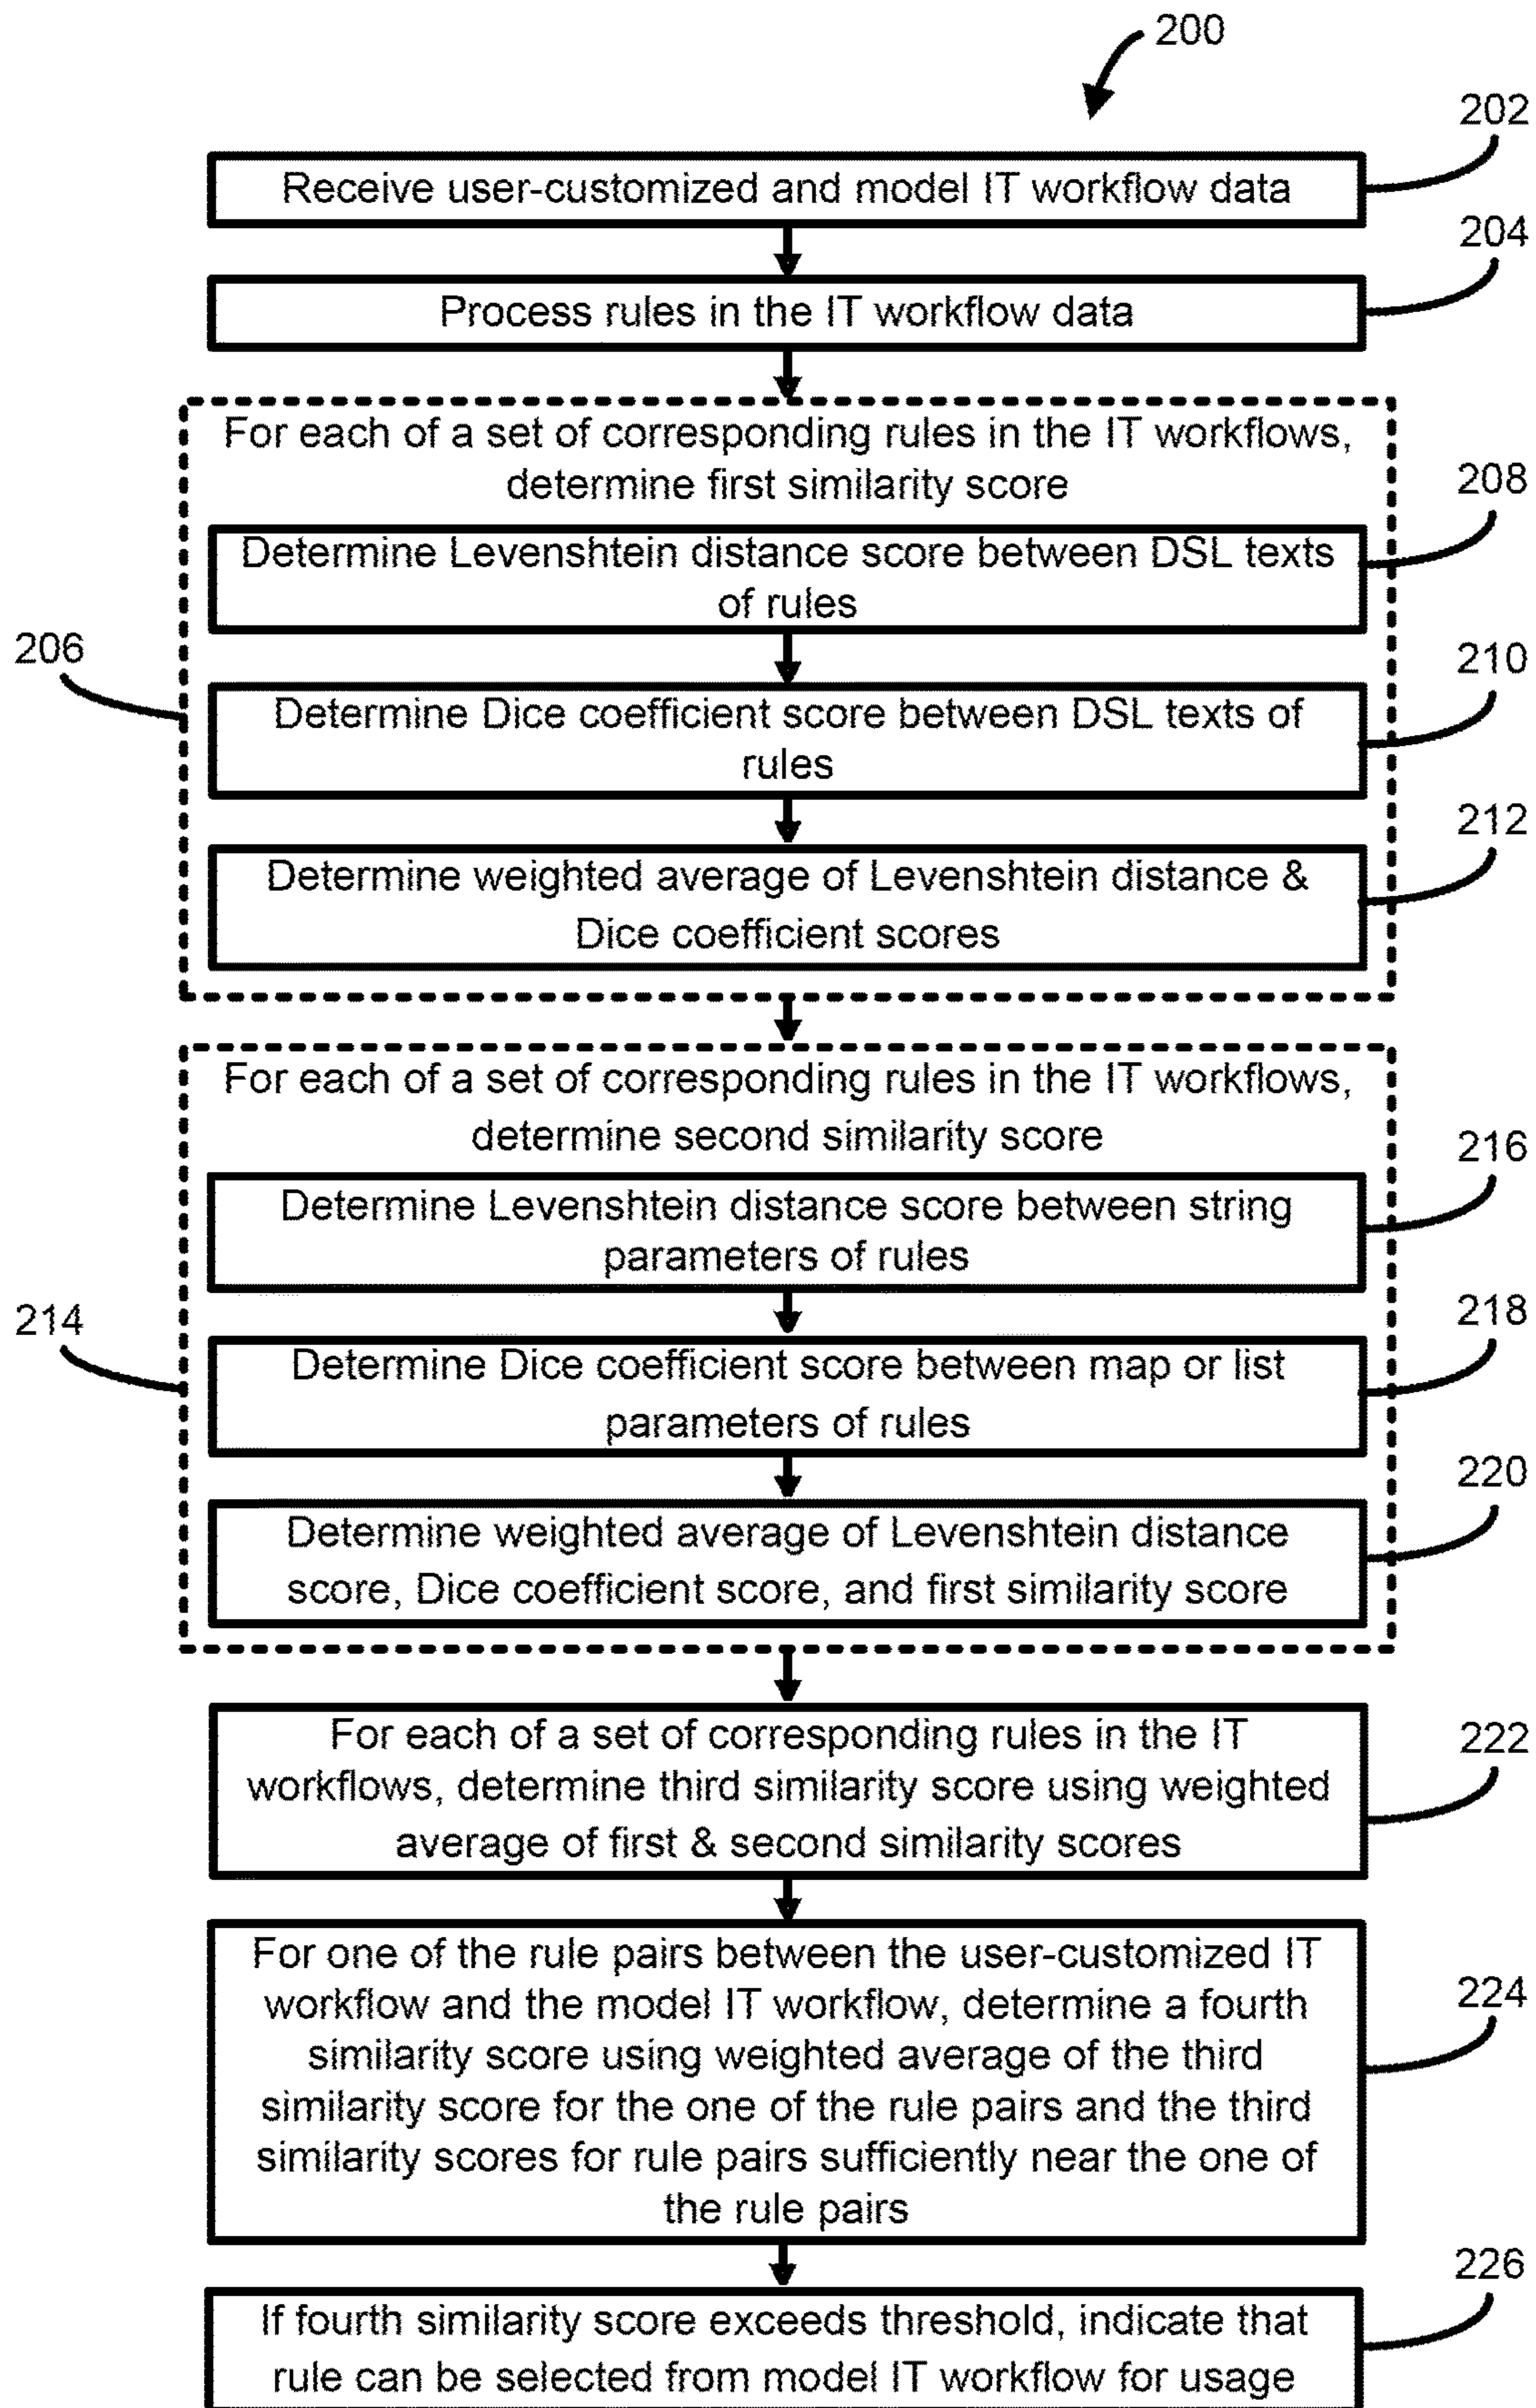 200
202
Receive user-customized and model IT workflow data
204
Process rules in the IT workflow data
For each of a set of corresponding rules in the IT workflows,
determine first similarity score
208
Determine Levenshtein distance score between DSL texts
of rules
206
210
Determine Dice coefficient score between DSL texts of
rules
212
Determine weighted average of Levenshtein distance &
Dice coefficient scores
For each of a set of corresponding rules in the IT workflows,
determine second similarity score
216
Determine Levenshtein distance score between string
parameters of rules
214
218
Determine Dice coefficient score between map or list
parameters of rules
220
Determine weighted average of Levenshtein distance
score, Dice coefficient score, and first similarity score
222
For each of a set of corresponding rules in the IT
workflows, determine third similarity score using weighted
average of first & second similarity scores
224
For one of the rule pairs between the user-customized IT
workflow and the model IT workflow, determine a fourth
similarity score using weighted average of the third
similarity score for the one of the rule pairs and the third
similarity scores for rule pairs sufficiently near the one of
the rule pairs
226
If fourth similarity score exceeds threshold, indicate that
rule can be selected from model IT workflow for usage